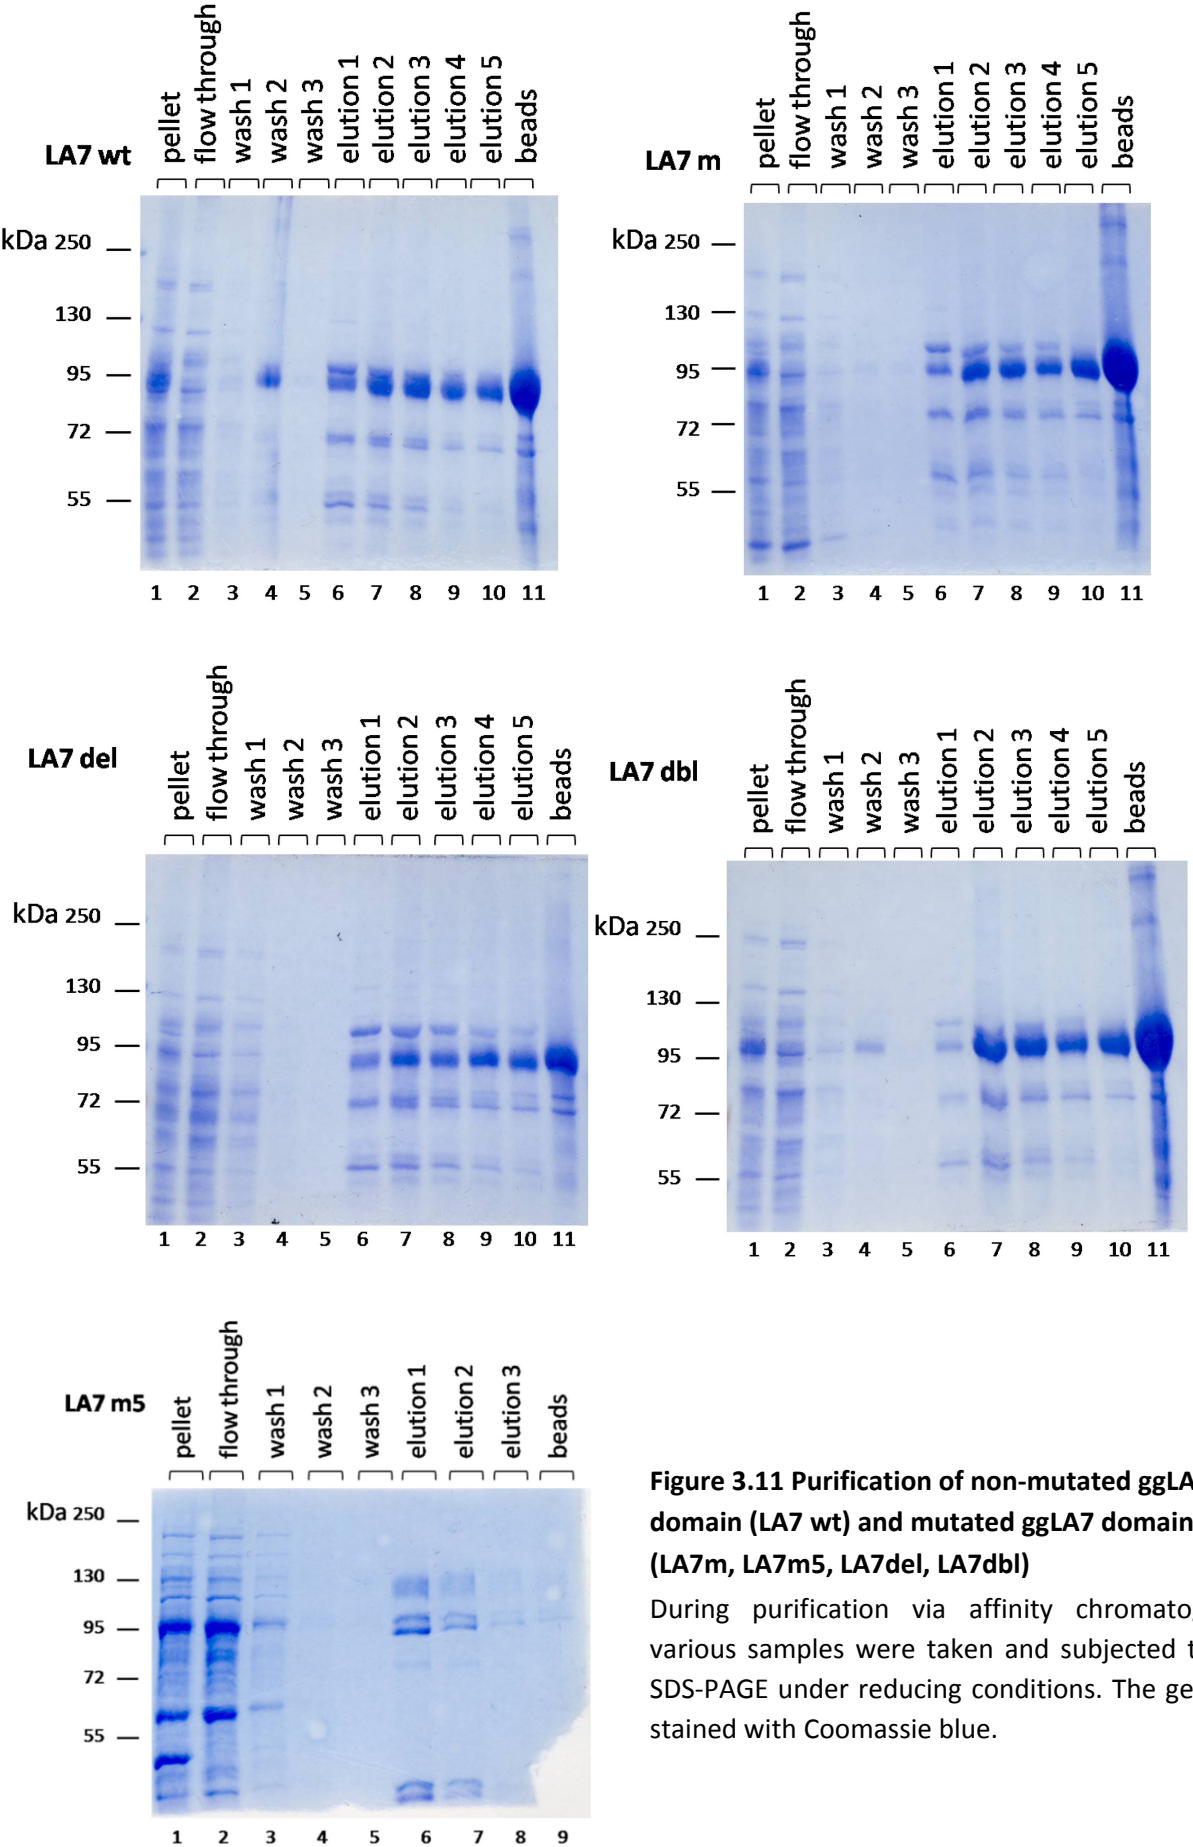 LA7 wt
pellet
flow through
wash 1
wash 2
wash 3
elution 1
elution 2
elution 3
elution 4
elution 5
beads
kDa 250
130
95
72
55
1 2 3 4 5 6 7 8 9 10 11
LA7 m
pellet
flow through
wash 1
wash 2
wash 3
elution 1
elution 2
elution 3
elution 4
elution 5
beads
kDa 250
130
95
72
55
1 2 3 4 5 6 7 8 9 10 11
LA7 del
pellet
flow through
wash 1
wash 2
wash 3
elution 1
elution 2
elution 3
elution 4
elution 5
beads
kDa 250
130
95
72
55
1 2 3 4 5 6 7 8 9 10 11
LA7 dbl
pellet
flow through
wash 1
wash 2
wash 3
elution 1
elution 2
elution 3
elution 4
elution 5
beads
kDa 250
130
95
72
55
1 2 3 4 5 6 7 8 9 10 11
LA7 m5
pellet
flow through
wash 1
wash 2
wash 3
elution 1
elution 2
elution 3
beads
kDa 250
130
95
72
55
1 2 3 4 5 6 7 8 9
Figure 3.11 Purification of non-mutated ggLA
domain (LA7 wt) and mutated ggLA7 domain
(LA7m, LA7m5, LA7del, LA7dbl)
During purification via affinity chromatog
various samples were taken and subjected t
SDS-PAGE under reducing conditions. The ge
stained with Coomassie blue.